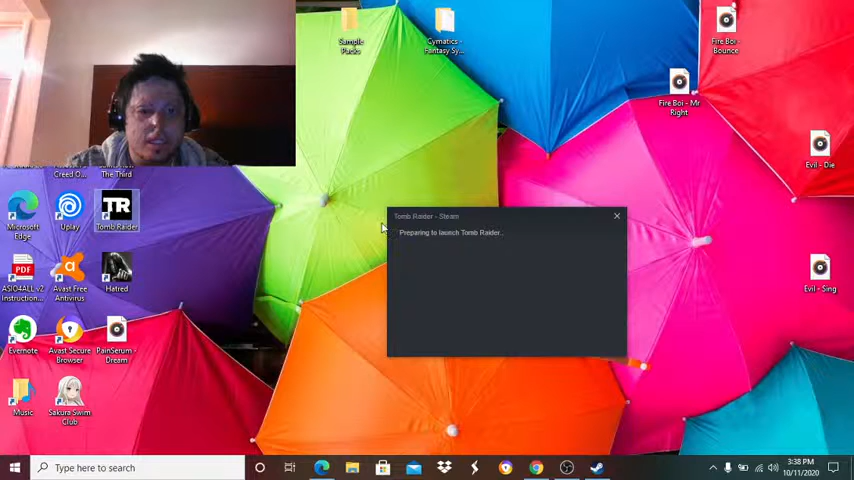 Sample
Packs
Cymatics -
Fantasy Sy...
Fire Boi -
Bounce
Fire Boi - Mr
Right
Evil - Die
Creed O...
The Third
Microsoft
Edge
Uplay
TR
Tomb Raider
Tomb Raider - Steam
Preparing to launch Tomb Raider...
PDF
ASIO4ALL v2
Instruction...
Avast Free
Antivirus
Hatred
Evil - Sing
Evernote
Avast Secure
Browser
PainSerum -
Dream
Music
Sakura Swim
Club
Type here to search
3:38 PM
10/11/2020